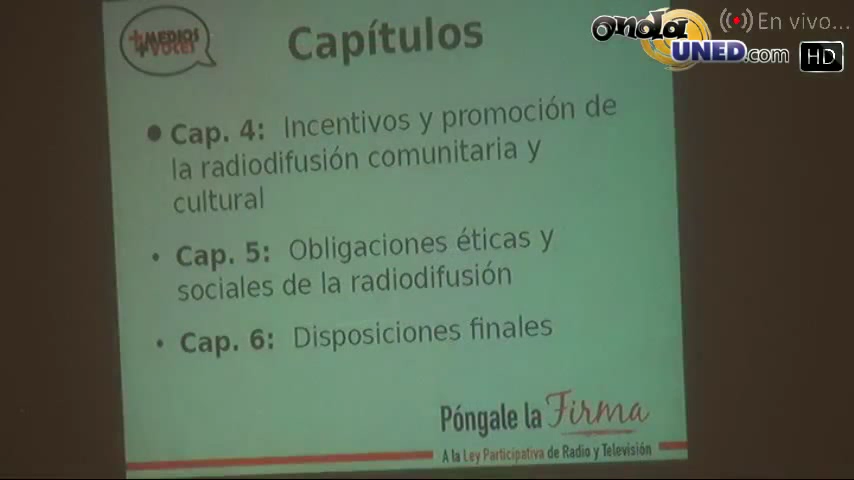 +MEDIOS
+VOCES
Capítulos
onda
UNED.com
En vivo...
HD
• Cap. 4: Incentivos y promoción de
la radiodifusión comunitaria y
cultural
• Cap. 5: Obligaciones éticas y
sociales de la radiodifusión
• Cap. 6: Disposiciones finales
Póngale la Firma
A la Ley Participativa de Radio y Televisión